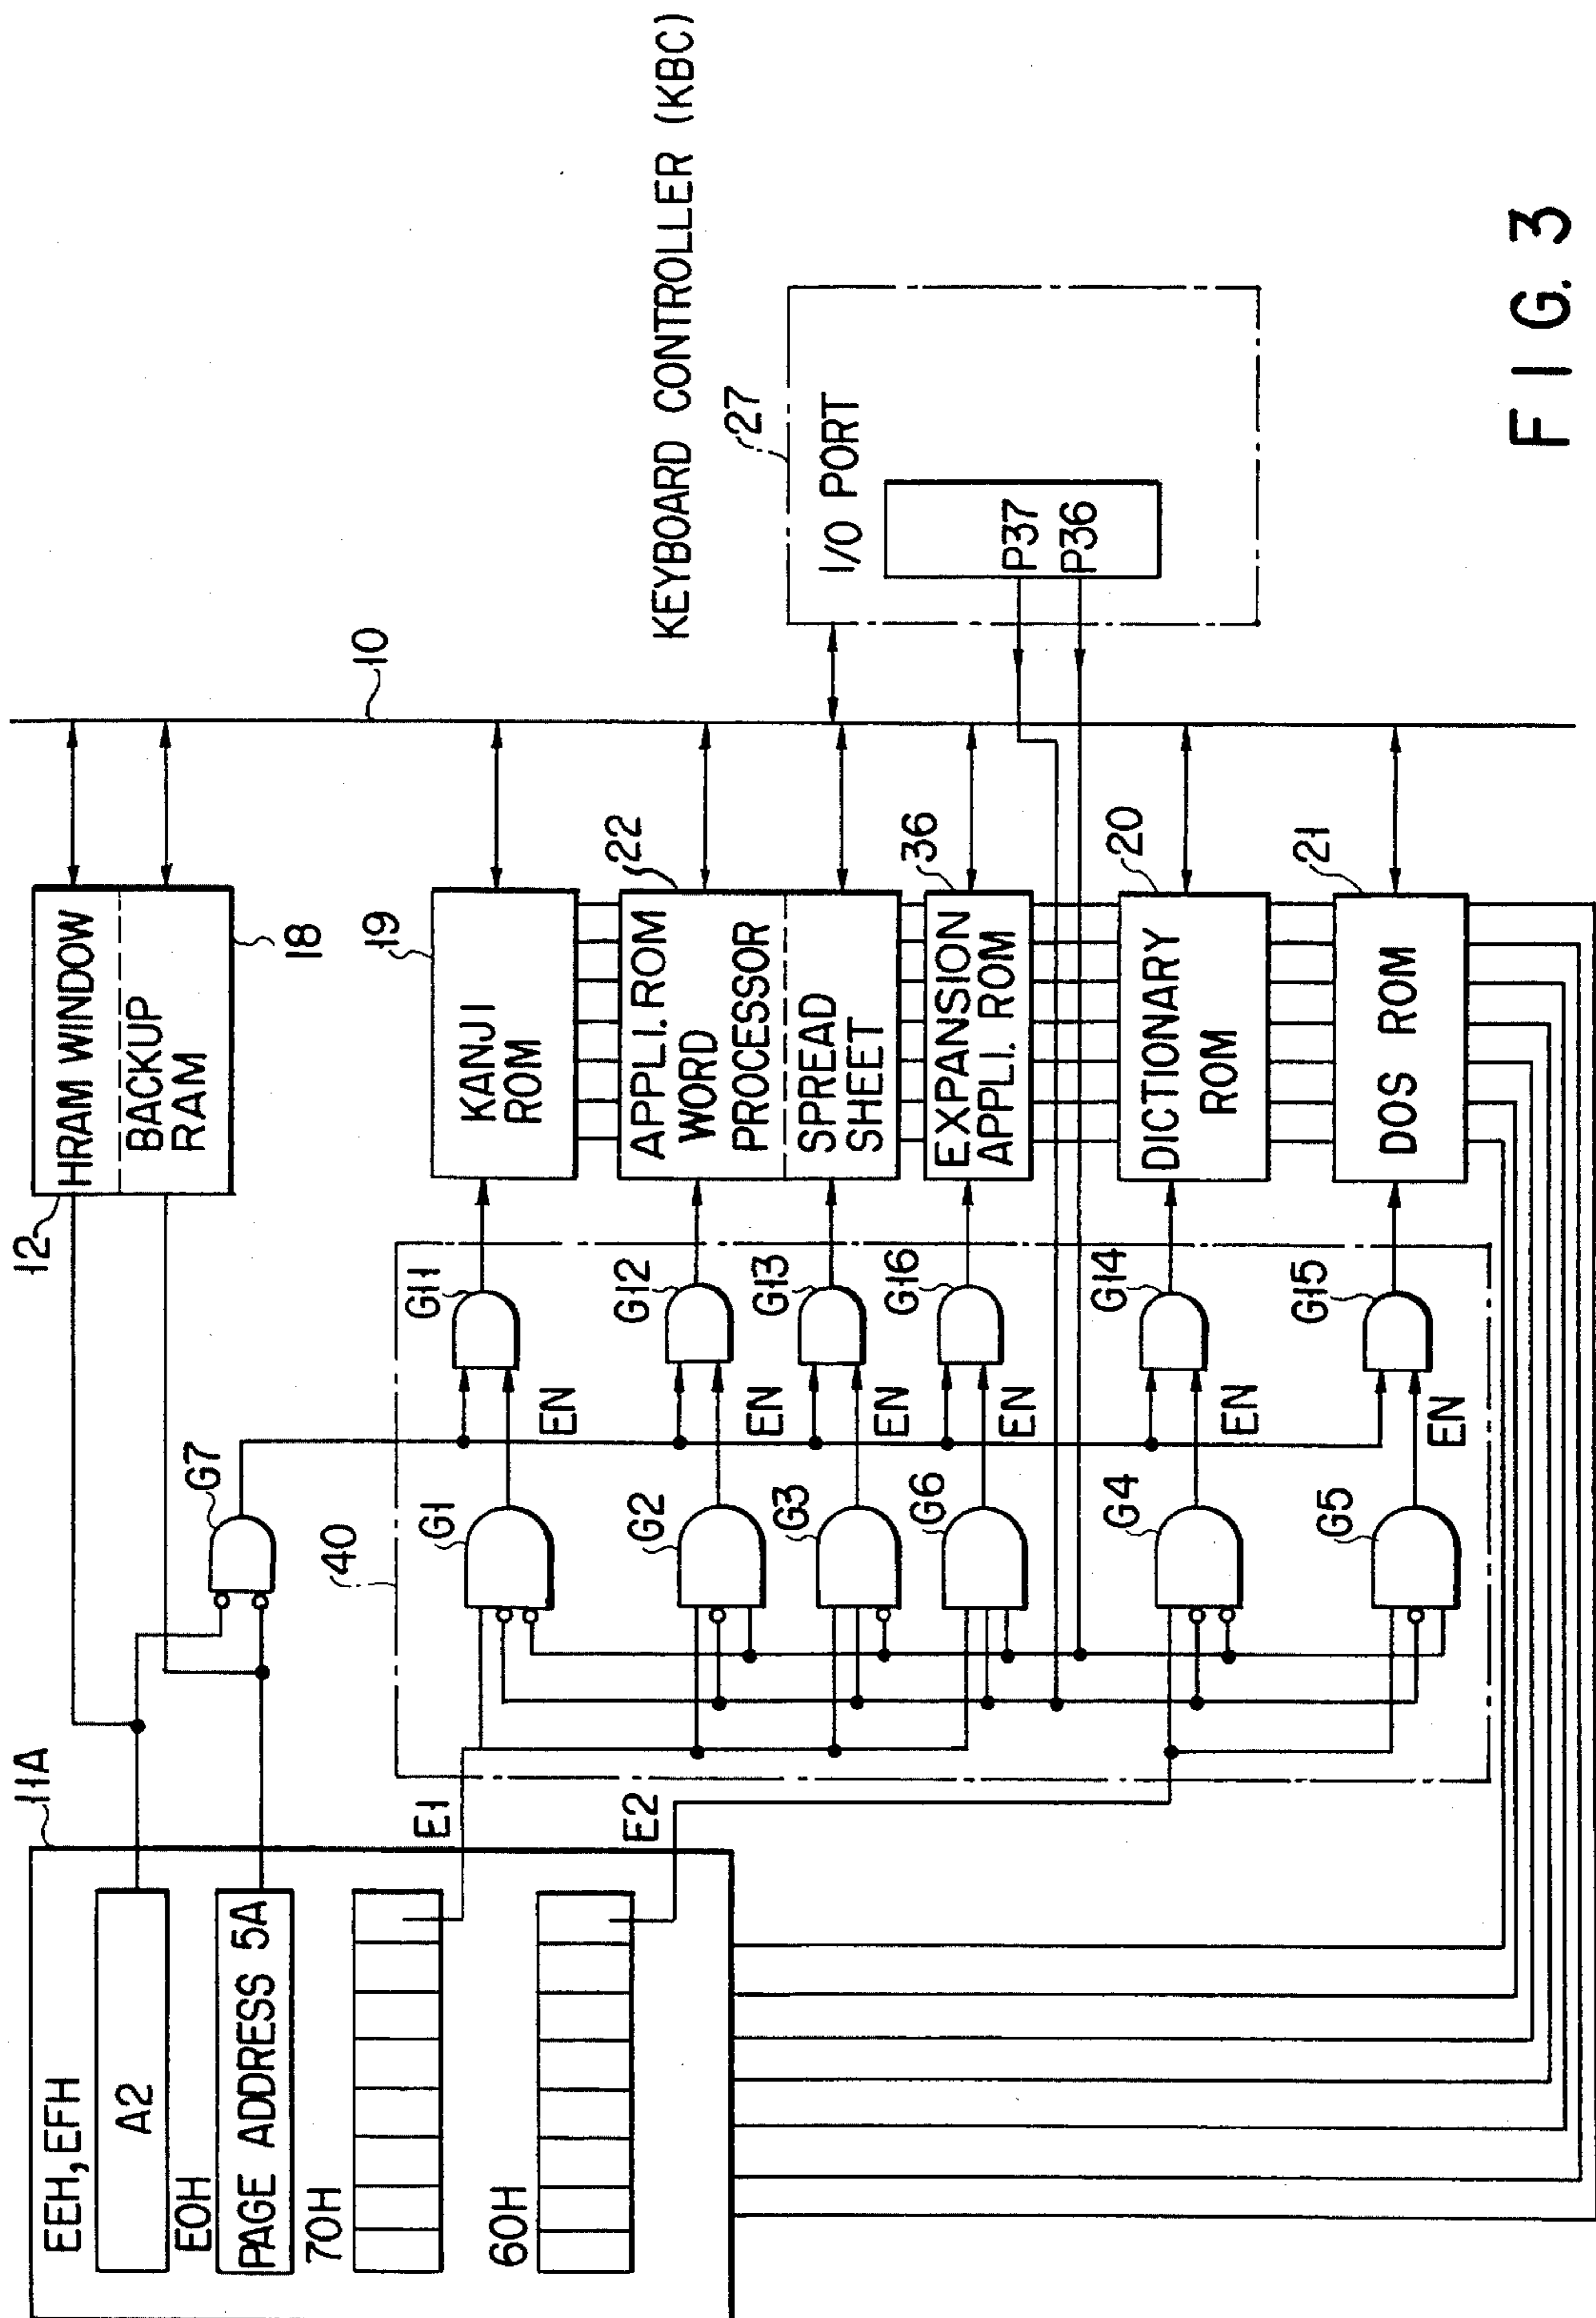 11A
EEH, EFH
A2
E0H
PAGE ADDRESS 5A
70H
60H
E1
E2
G7
40
G1
G2
G3
G6
G4
G5
EN
EN
EN
EN
EN
EN
G11
G12
G13
G16
G14
G15
12
HRAM WINDOW
BACKUP
RAM
18
19
KANJI
ROM
22
APPLI. ROM
WORD
PROCESSOR
SPREAD
SHEET
36
EXPANSION
APPLI. ROM
20
DICTIONARY
ROM
21
DOS ROM
10
KEYBOARD CONTROLLER (KBC)
27
I/O PORT
P37
P36
FIG. 3